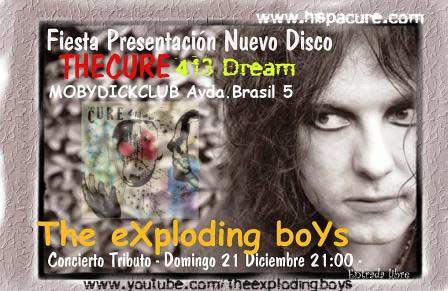 www.hispacure.com
Fiesta Presentación Nuevo Disco
THECURE 4:13 Dream
MOBYDICKCLUB Avda.Brasil 5
CURE
The eXploding boYs
Concierto Tributo - Domingo 21 Diciembre 21:00 -
Entrada libre
www.youtube.com/theexplodingboys